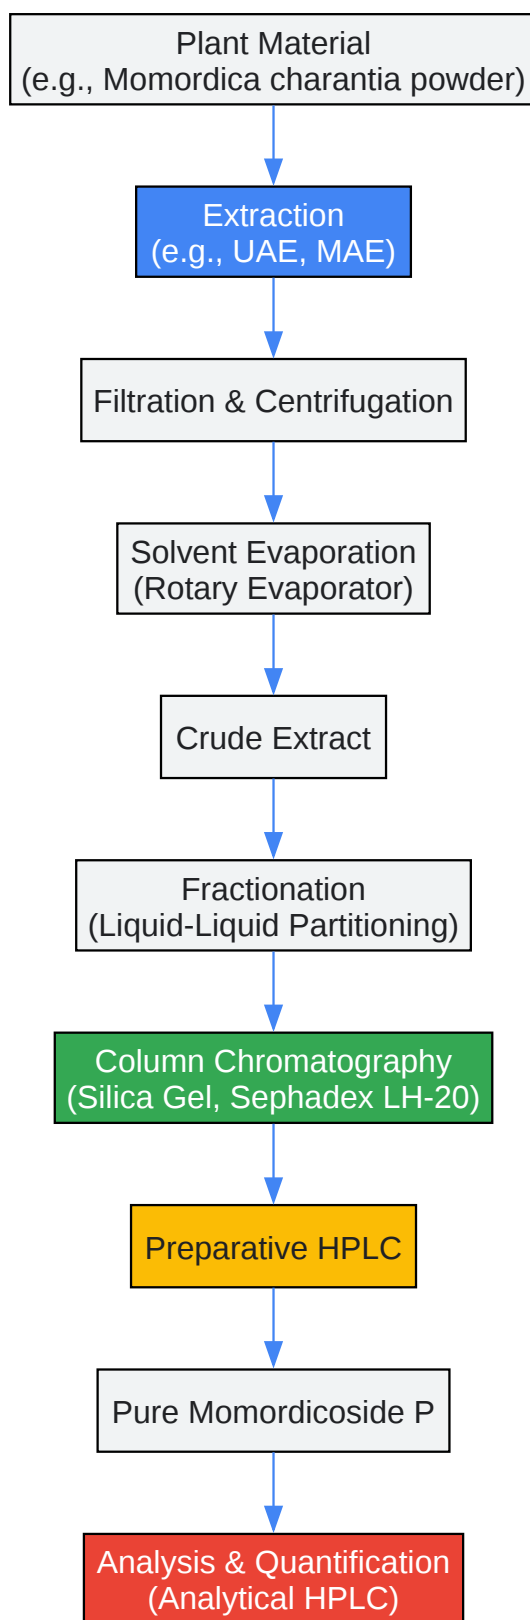 Plant Material
(e.g., Momordica charantia powder)
Extraction
(e.g., UAE, MAE)
Filtration & Centrifugation
Solvent Evaporation
(Rotary Evaporator)
Crude Extract
Fractionation
(Liquid-Liquid Partitioning)
Column Chromatography
(Silica Gel, Sephadex LH-20)
Preparative HPLC
Pure Momordicoside P
Analysis & Quantification
(Analytical HPLC)